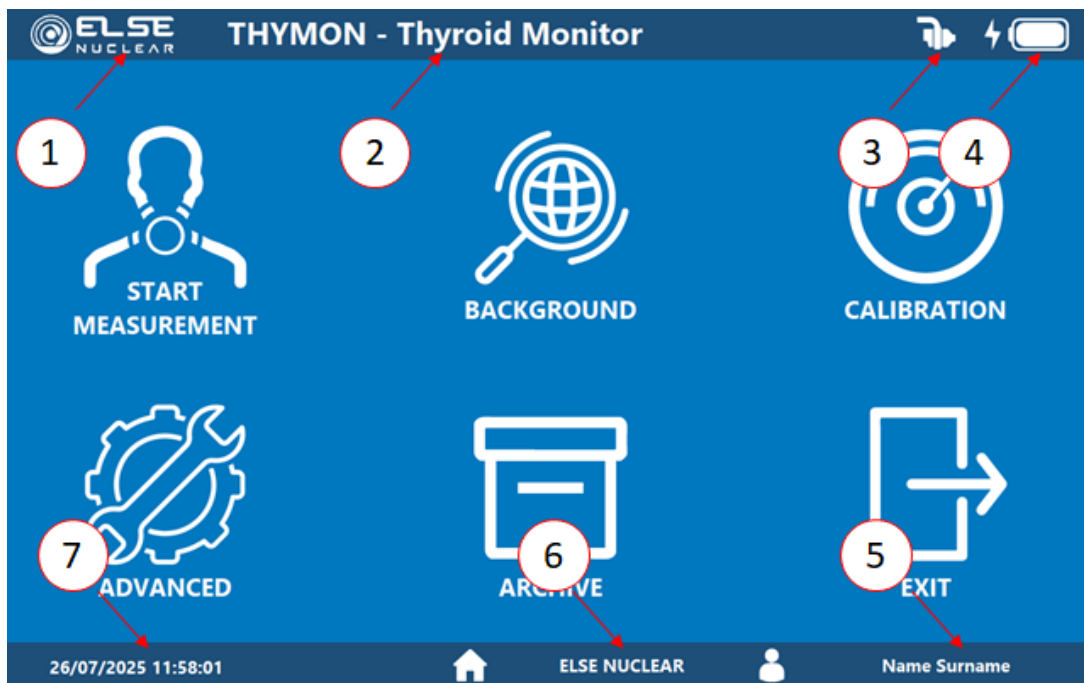 ELSE
NUCLEAR
THYMON - Thyroid Monitor
1
2
3
4
START
MEASUREMENT
BACKGROUND
CALIBRATION
7
6
5
ADVANCED
ARCHIVE
EXIT
26/07/2025 11:58:01
ELSE NUCLEAR
Name Surname